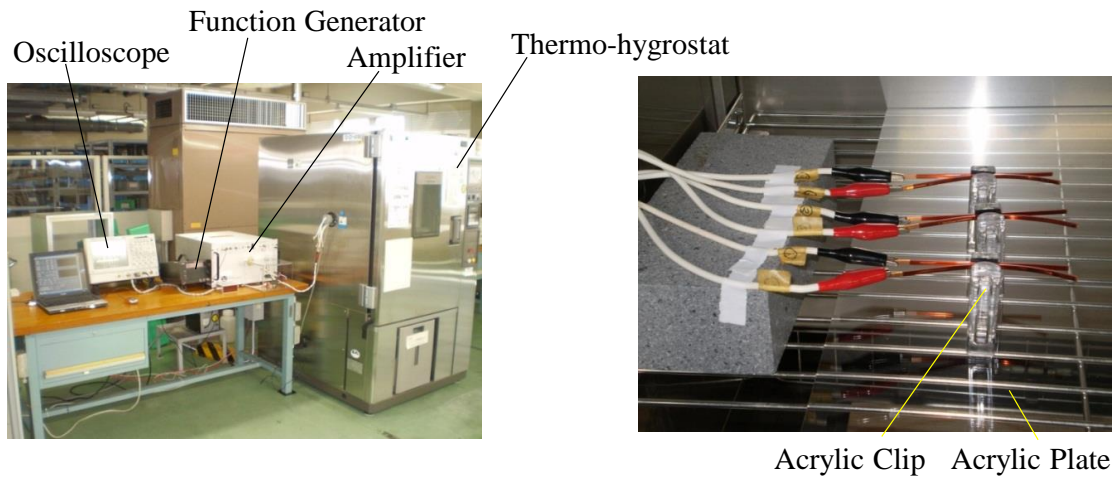 Function Generator
Oscilloscope
Amplifier
Thermo-hygrostat
Acrylic Clip
Acrylic Plate